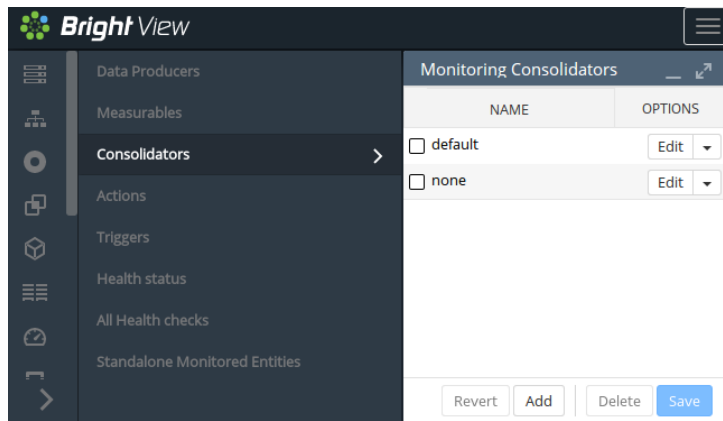 Bright View
Data Producers
Measurables
Consolidators
Actions
Triggers
Health status
All Health checks
Standalone Monitored Entities
Monitoring Consolidators
NAME OPTIONS
default Edit
none Edit
Revert Add Delete Save